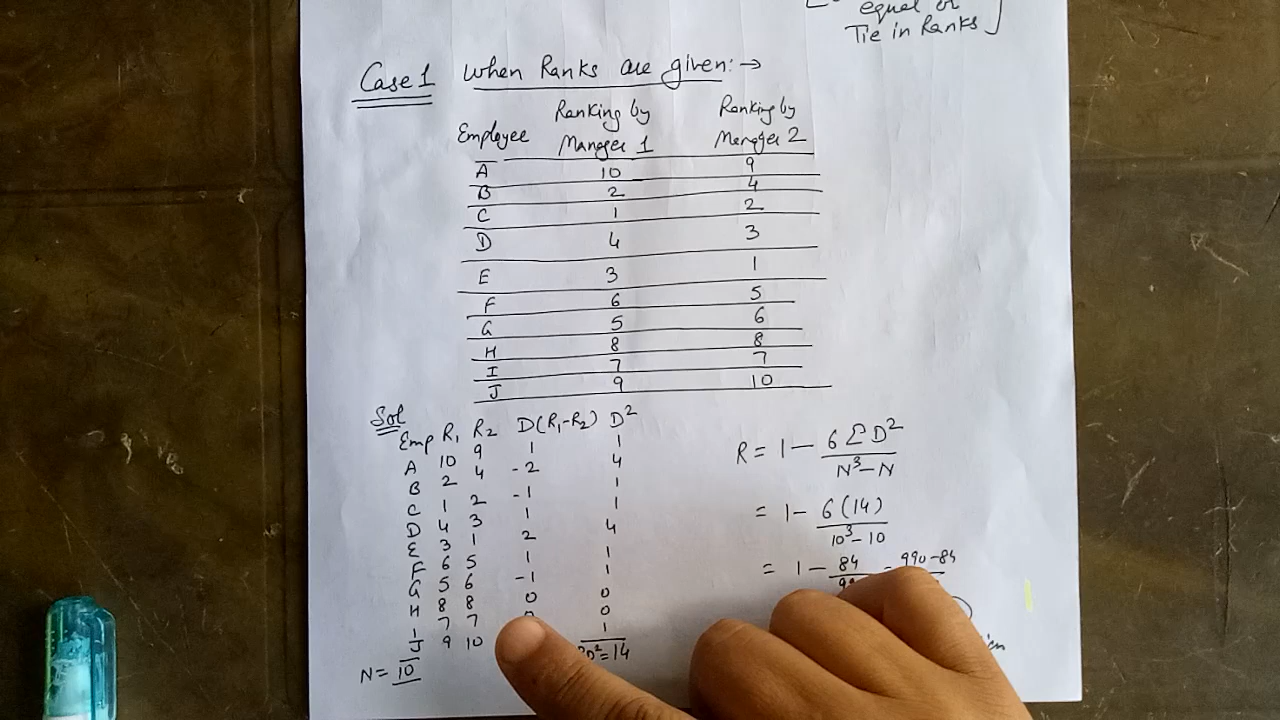 equal or
Tie in Ranks]
Case 1 When Ranks are given:→
Employee Ranking by Manager 1 Ranking by Manager 2
A 10 9
B 2 4
C 1 2
D 4 3
E 3 1
F 6 5
G 5 6
H 8 8
I 7 7
J 9 10
Sol
Emp R₁ R₂ D(R₁-R₂) D²
A 10 9 1 1
B 2 4 -2 4
C 1 2 -1 1
D 4 3 1 1
E 3 1 2 4
F 6 5 1 1
G 5 6 -1 1
H 8 8 0 0
I 7 7 0 0
J 9 10 1
N = 10 D² = 14
R = 1 - 6ΣD² / N³-N
= 1 - 6(14) / 10³-10
= 1 - 84 / 99 = 990-84